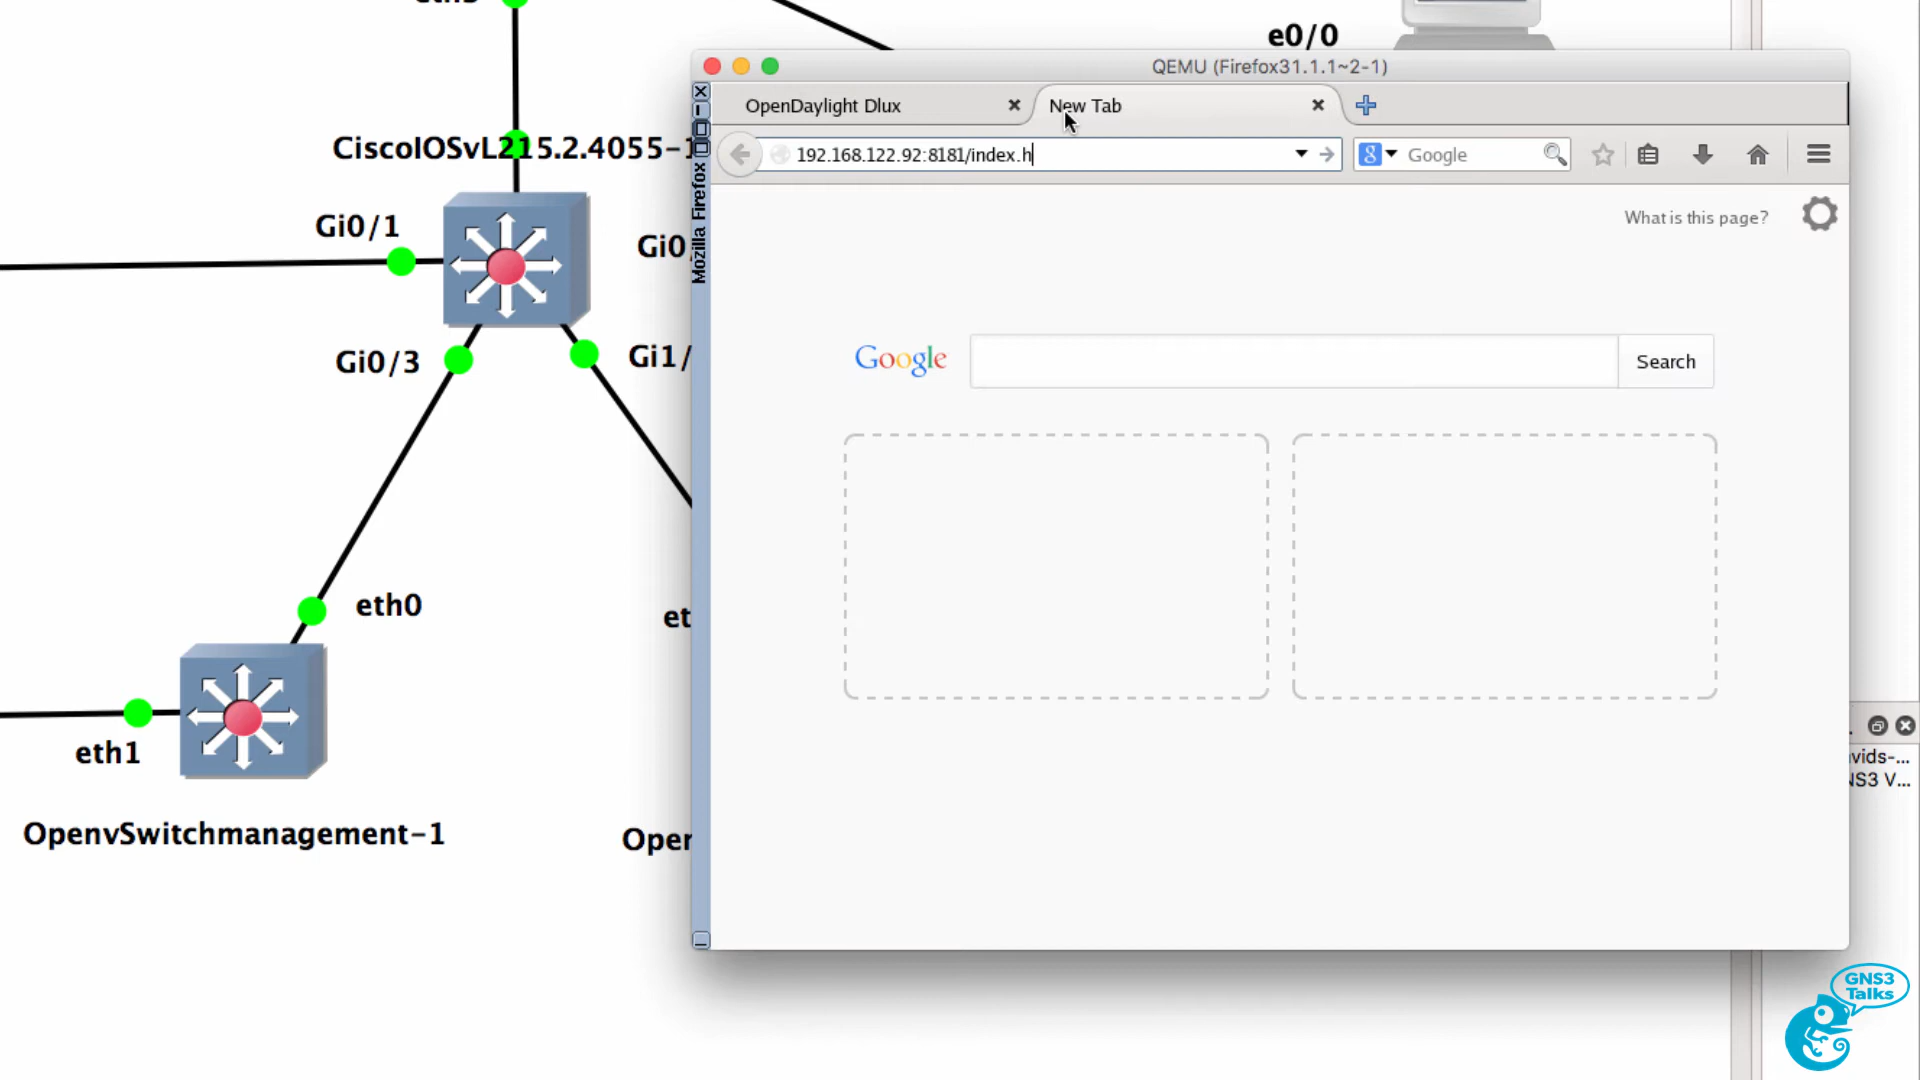 e0/0
QEMU (Firefox31.1.1~2-1)
OpenDaylight Dlux
New Tab
CiscoIOSvL215.2.4055-1
192.168.122.92:8181/index.h
Google
Mozilla Firefox
Gi0/1
What is this page?
Gi0
Gi0/3
Gi1/
Google
Search
eth0
et
eth1
vids-...
NS3 V...
OpenvSwitchmanagement-1
Oper
GNS3
Talks